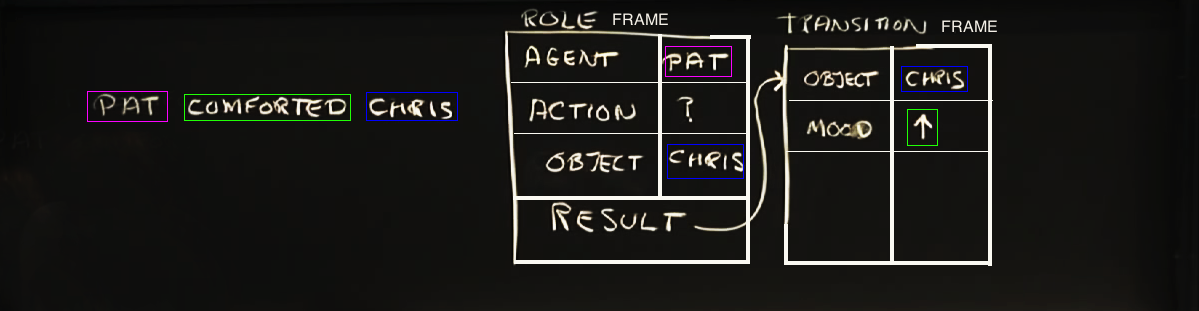 PAT COMFORTED CHRIS
ROLE FRAME
AGENT PAT
ACTION ?
OBJECT CHRIS
RESULT
TRANSITION FRAME
OBJECT CHRIS
MOOD ↑